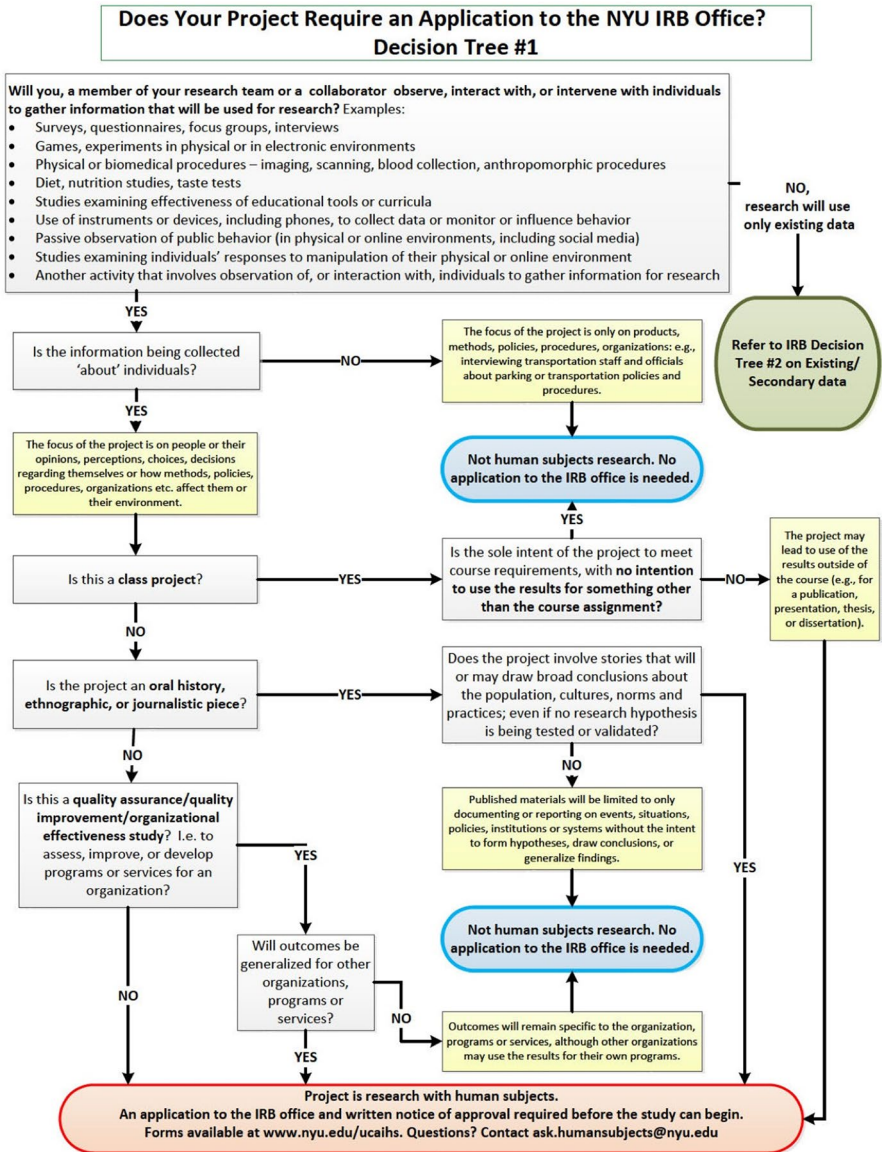 Does Your Project Require an Application to the NYU IRB Office?
Decision Tree #1
Will you, a member of your research team or a collaborator observe, interact with, or intervene with individuals
to gather information that will be used for research? Examples:
• Surveys, questionnaires, focus groups, interviews
• Games, experiments in physical or in electronic environments
• Physical or biomedical procedures – imaging, scanning, blood collection, anthropomorphic procedures
• Diet, nutrition studies, taste tests
• Studies examining effectiveness of educational tools or curricula
• Use of instruments or devices, including phones, to collect data or monitor or influence behavior
• Passive observation of public behavior (in physical or online environments, including social media)
• Studies examining individuals' responses to manipulation of their physical or online environment
• Another activity that involves observation of, or interaction with, individuals to gather information for research
NO,
research will use
only existing data
Refer to IRB Decision
Tree #2 on Existing/
Secondary data
YES
Is the information being collected
'about' individuals?
NO
The focus of the project is only on products,
methods, policies, procedures, organizations: e.g.,
interviewing transportation staff and officials
about parking or transportation policies and
procedures.
Not human subjects research. No
application to the IRB office is needed.
YES
The focus of the project is on people or their
opinions, perceptions, choices, decisions
regarding themselves or how methods, policies,
procedures, organizations etc. affect them or
their environment.
Is this a class project?
YES
Is the sole intent of the project to meet
course requirements, with no intention
to use the results for something other
than the course assignment?
YES
NO
The project may
lead to use of the
results outside of
the course (e.g., for
a publication,
presentation, thesis,
or dissertation).
NO
Is the project an oral history,
ethnographic, or journalistic piece?
YES
Does the project involve stories that will
or may draw broad conclusions about
the population, cultures, norms and
practices; even if no research hypothesis
is being tested or validated?
YES
NO
Published materials will be limited to only
documenting or reporting on events, situations,
policies, institutions or systems without the intent
to form hypotheses, draw conclusions, or
generalize findings.
Not human subjects research. No
application to the IRB office is needed.
NO
Is this a quality assurance/quality
improvement/organizational
effectiveness study? I.e. to
assess, improve, or develop
programs or services for an
organization?
YES
Will outcomes be
generalized for other
organizations,
programs or
services?
NO
Outcomes will remain specific to the organization,
programs or services, although other organizations
may use the results for their own programs.
NO
YES
Project is research with human subjects.
An application to the IRB office and written notice of approval required before the study can begin.
Forms available at www.nyu.edu/ucaihs. Questions? Contact ask.humansubjects@nyu.edu